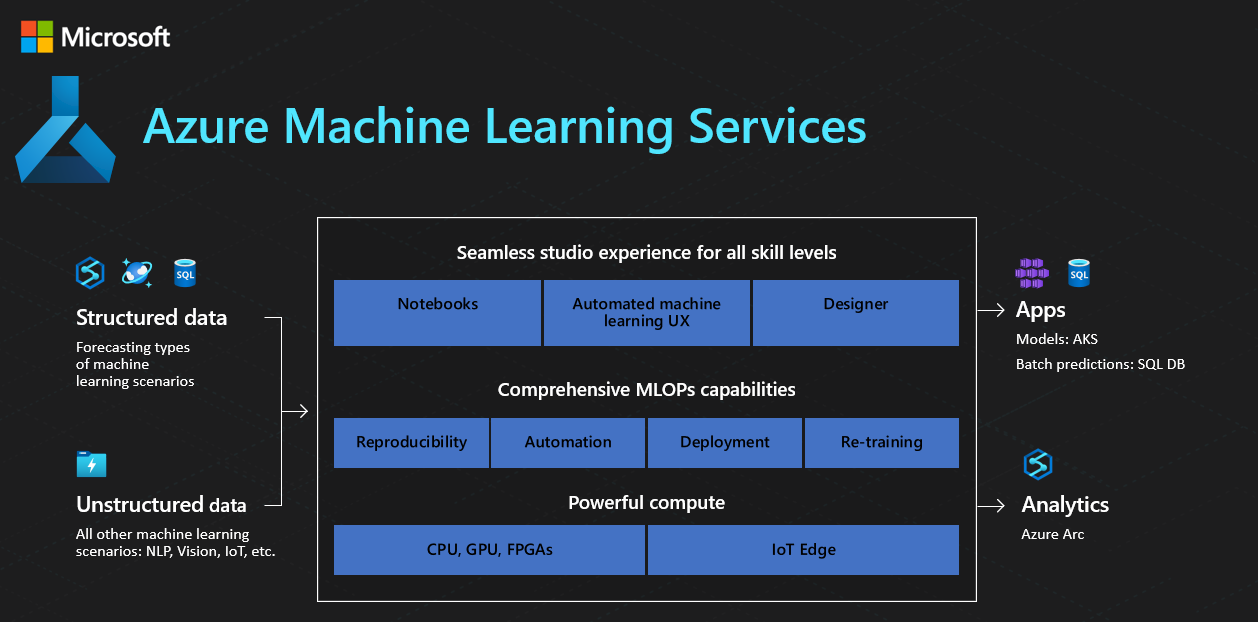 Microsoft
Azure Machine Learning Services
SQL
Structured data
Forecasting types
of machine
learning scenarios
Unstructured data
All other machine learning
scenarios: NLP, Vision, IoT, etc.
Seamless studio experience for all skill levels
Notebooks
Automated machine
learning UX
Designer
Comprehensive MLOPs capabilities
Reproducibility
Automation
Deployment
Re-training
Powerful compute
CPU, GPU, FPGAs
IoT Edge
SQL
Apps
Models: AKS
Batch predictions: SQL DB
Analytics
Azure Arc